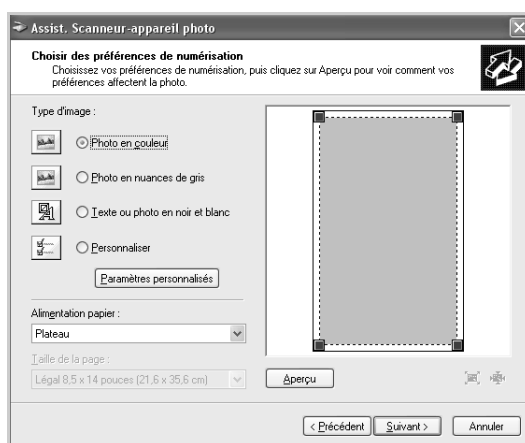 Assist. Scanneur-appareil photo
Choisir des préférences de numérisation
Choisissez vos préférences de numérisation, puis cliquez sur Aperçu pour voir comment vos
préférences affectent la photo.
Type d'image :
Photo en couleur
Photo en nuances de gris
Texte ou photo en noir et blanc
Personnaliser
Paramètres personnalisés
Alimentation papier :
Plateau
Taille de la page :
Légal 8,5 x 14 pouces (21,6 x 35,6 cm)
Aperçu
< Précédent
Suivant >
Annuler